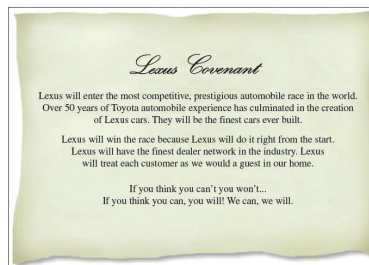 Lexus Covenant
Lexus will enter the most competitive, prestigious automobile race in the world.
Over 50 years of Toyota automobile experience has culminated in the creation
of Lexus cars. They will be the finest cars ever built.
Lexus will win the race because Lexus will do it right from the start.
Lexus will have the finest dealer network in the industry. Lexus
will treat each customer as we would a guest in our home.
If you think you can't you won't...
If you think you can, you will! We can, we will.